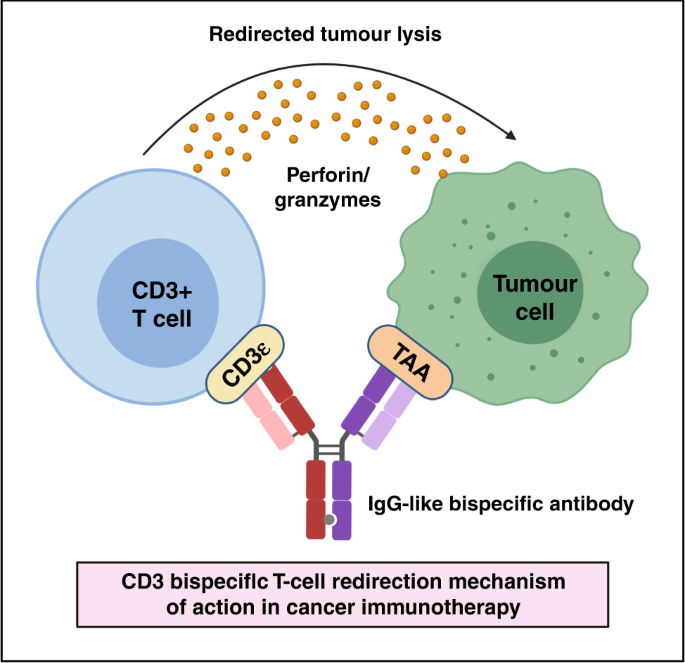 Redirected tumour lysis
Perforin/
granzymes
CD3+
T cell
Tumour
cell
CD3ε
TAA
IgG-like bispecific antibody
CD3 bispecific T-cell redirection mechanism
of action in cancer immunotherapy